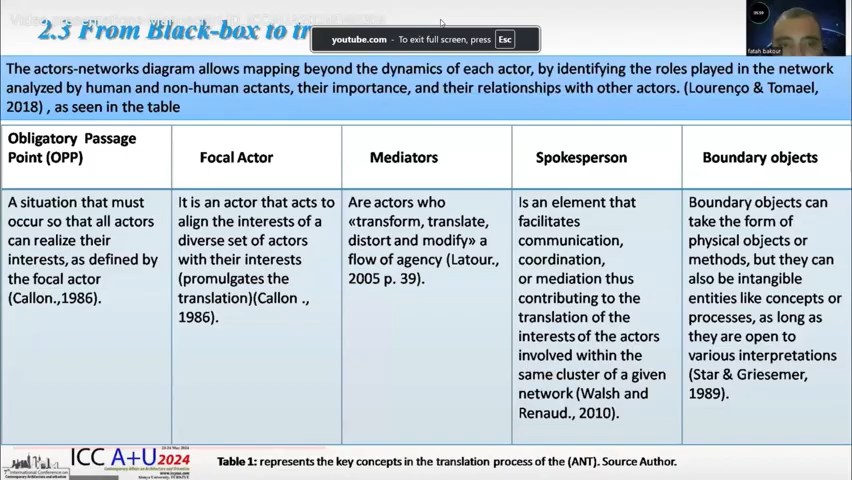 2.3 From Black-box to tr
youtube.com - To exit full screen, press Esc
fatah bakour
The actors-networks diagram allows mapping beyond the dynamics of each actor, by identifying the roles played in the network
analyzed by human and non-human actants, their importance, and their relationships with other actors. (Lourenço & Tomael,
2018) , as seen in the table
Obligatory Passage
Point (OPP)
Focal Actor
Mediators
Spokesperson
Boundary objects
A situation that must
occur so that all actors
can realize their
interests, as defined by
the focal actor
(Callon.,1986).
It is an actor that acts to
align the interests of a
diverse set of actors
with their interests
(promulgates the
translation)(Callon .,
1986).
Are actors who
«transform, translate,
distort and modify» a
flow of agency (Latour.,
2005 p. 39).
Is an element that
facilitates
communication,
coordination,
or mediation thus
contributing to the
translation of the
interests of the actors
involved within the
same cluster of a given
network (Walsh and
Renaud., 2010).
Boundary objects can
take the form of
physical objects or
methods, but they can
also be intangible
entities like concepts or
processes, as long as
they are open to
various interpretations
(Star & Griesemer,
1989).
ICC A+U 2024
Table 1: represents the key concepts in the translation process of the (ANT). Source Author.